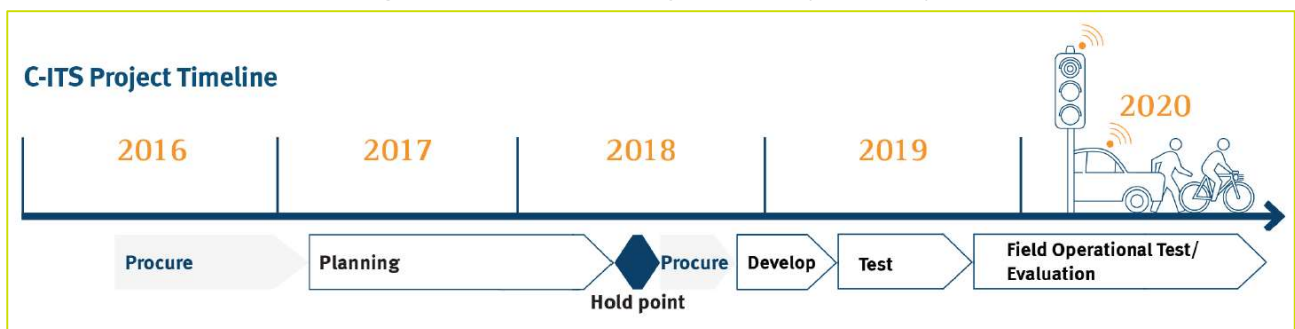 C-ITS Project Timeline
2016
2017
2018
2019
2020
Procure
Planning
Hold point
Procure
Develop
Test
Field Operational Test/
Evaluation